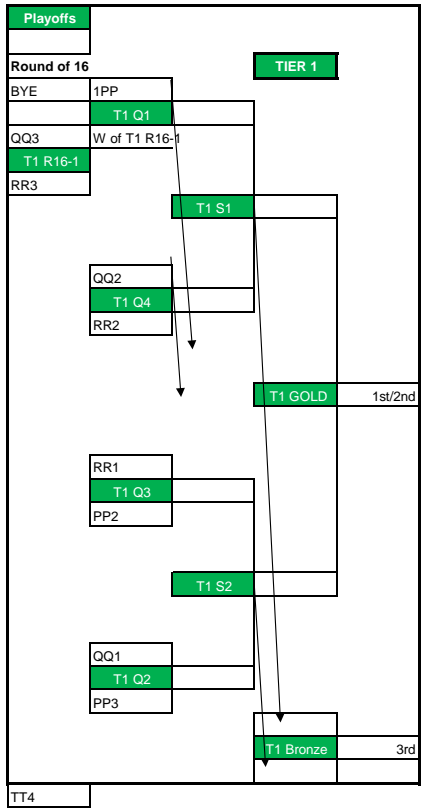 Playoffs
Round of 16
TIER 1
BYE
1PP
T1 Q1
QQ3
W of T1 R16-1
T1 R16-1
RR3
T1 S1
QQ2
T1 Q4
RR2
T1 GOLD
1st/2nd
RR1
T1 Q3
PP2
T1 S2
QQ1
T1 Q2
PP3
T1 Bronze
3rd
TT4